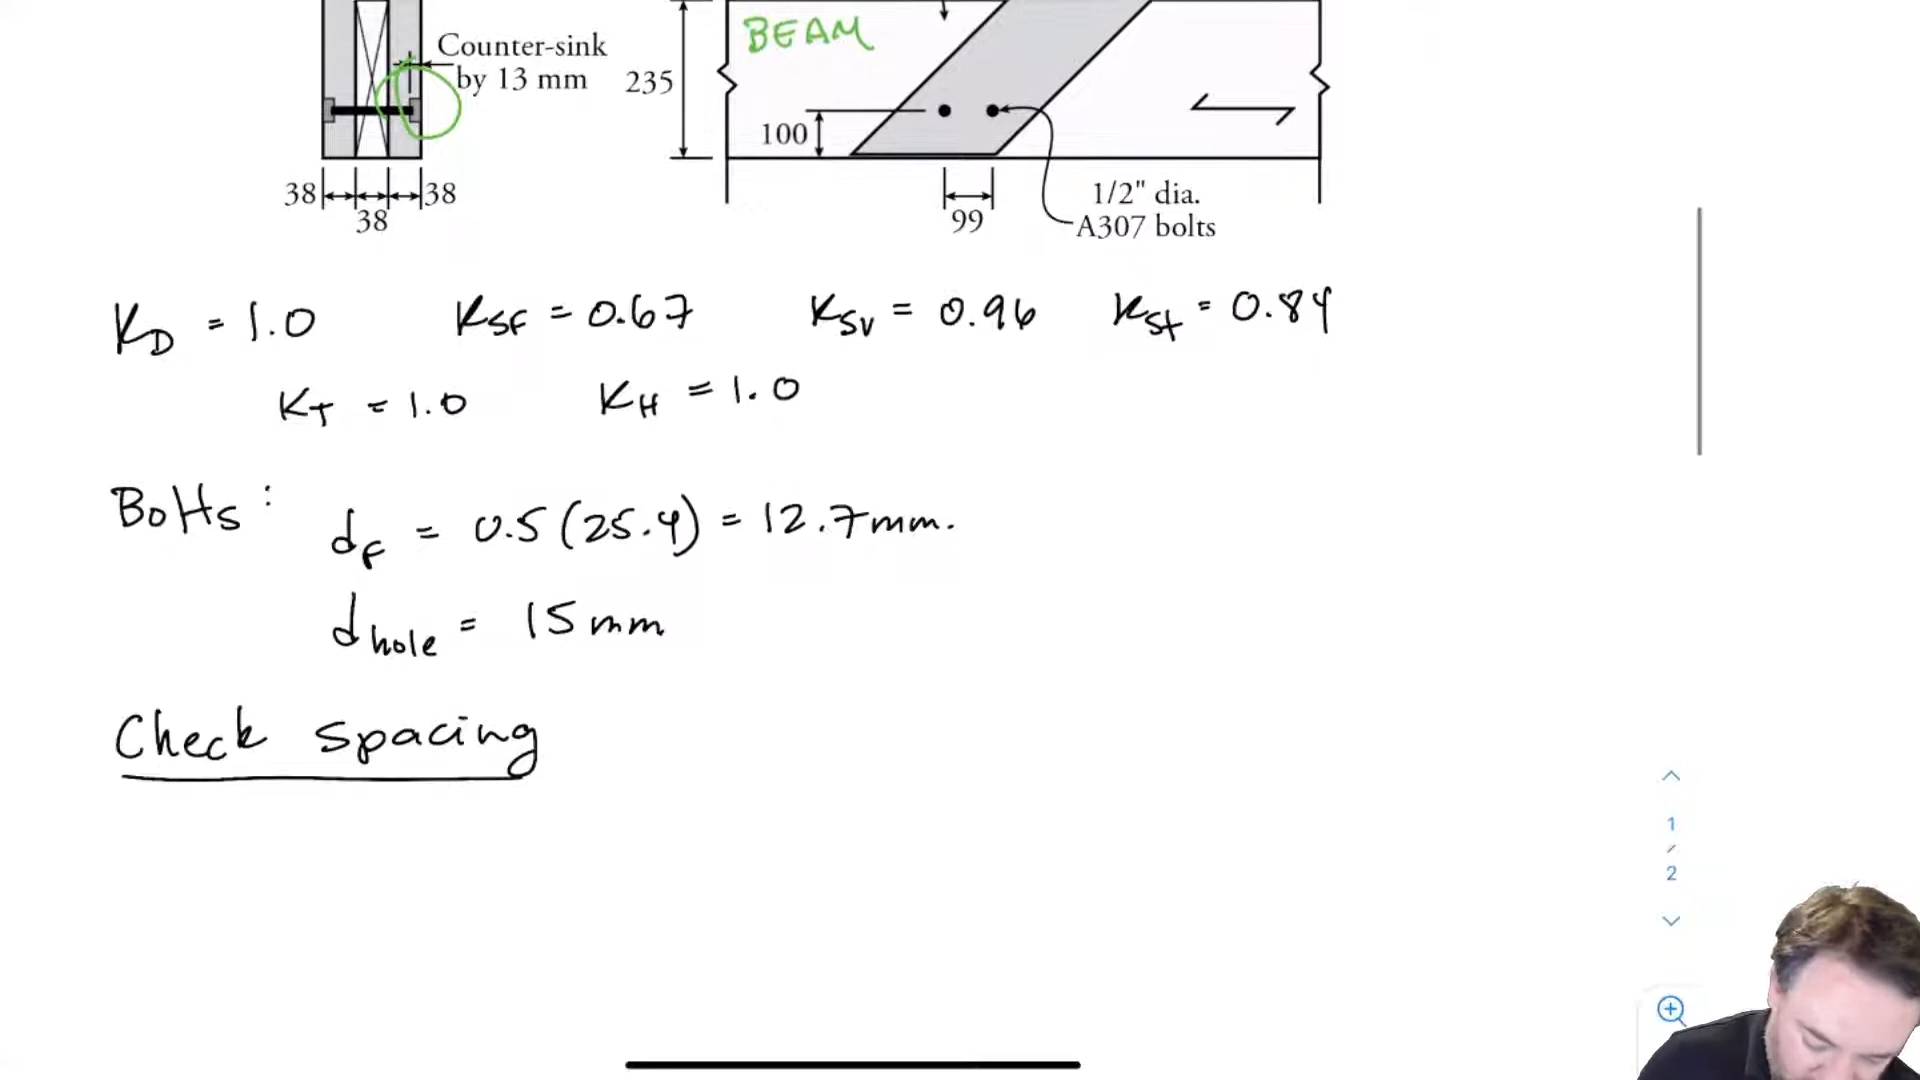 BEAM
Counter-sink
by 13 mm
235
100
38
38
38
99
1/2" dia.
A307 bolts
K_D = 1.0 K_SF = 0.67 K_SV = 0.96 K_St = 0.84
K_T = 1.0 K_H = 1.0
Bolts : d_F = 0.5 (25.4) = 12.7 mm.
d_hole = 15 mm
Check spacing
1
/
2